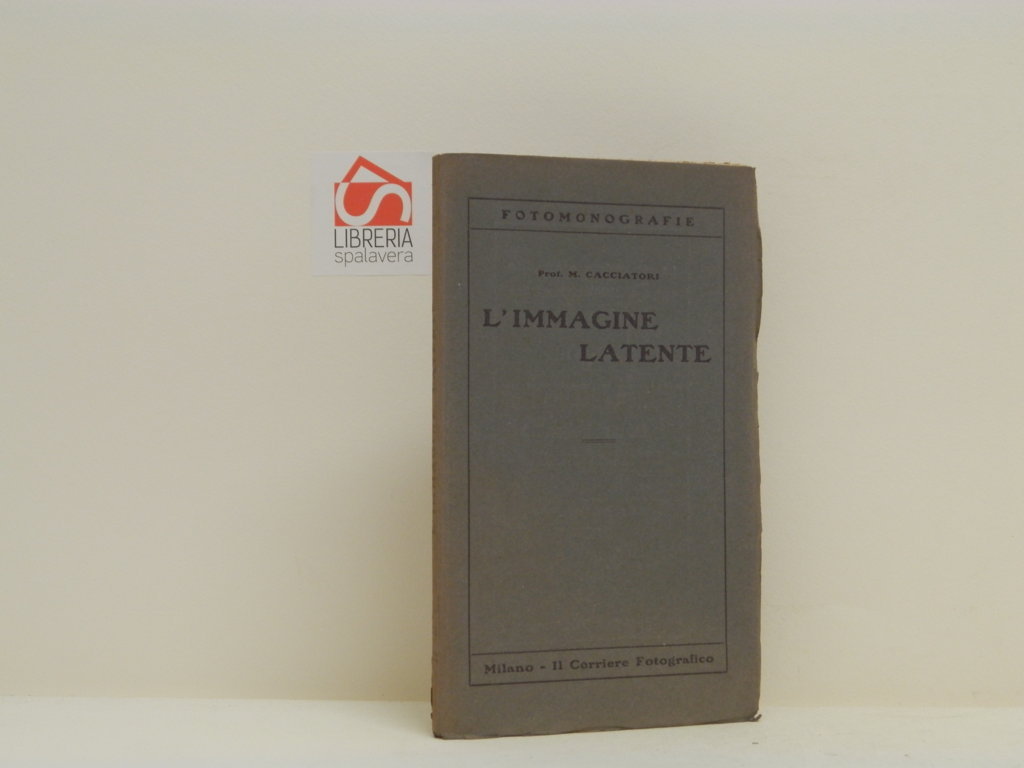 LIBRERIA
spalavera
FOTOMONOGRAFIE
Prof. M. CACCIATORI
L'IMMAGINE
LATENTE
Milano - Il Corriere Fotografico